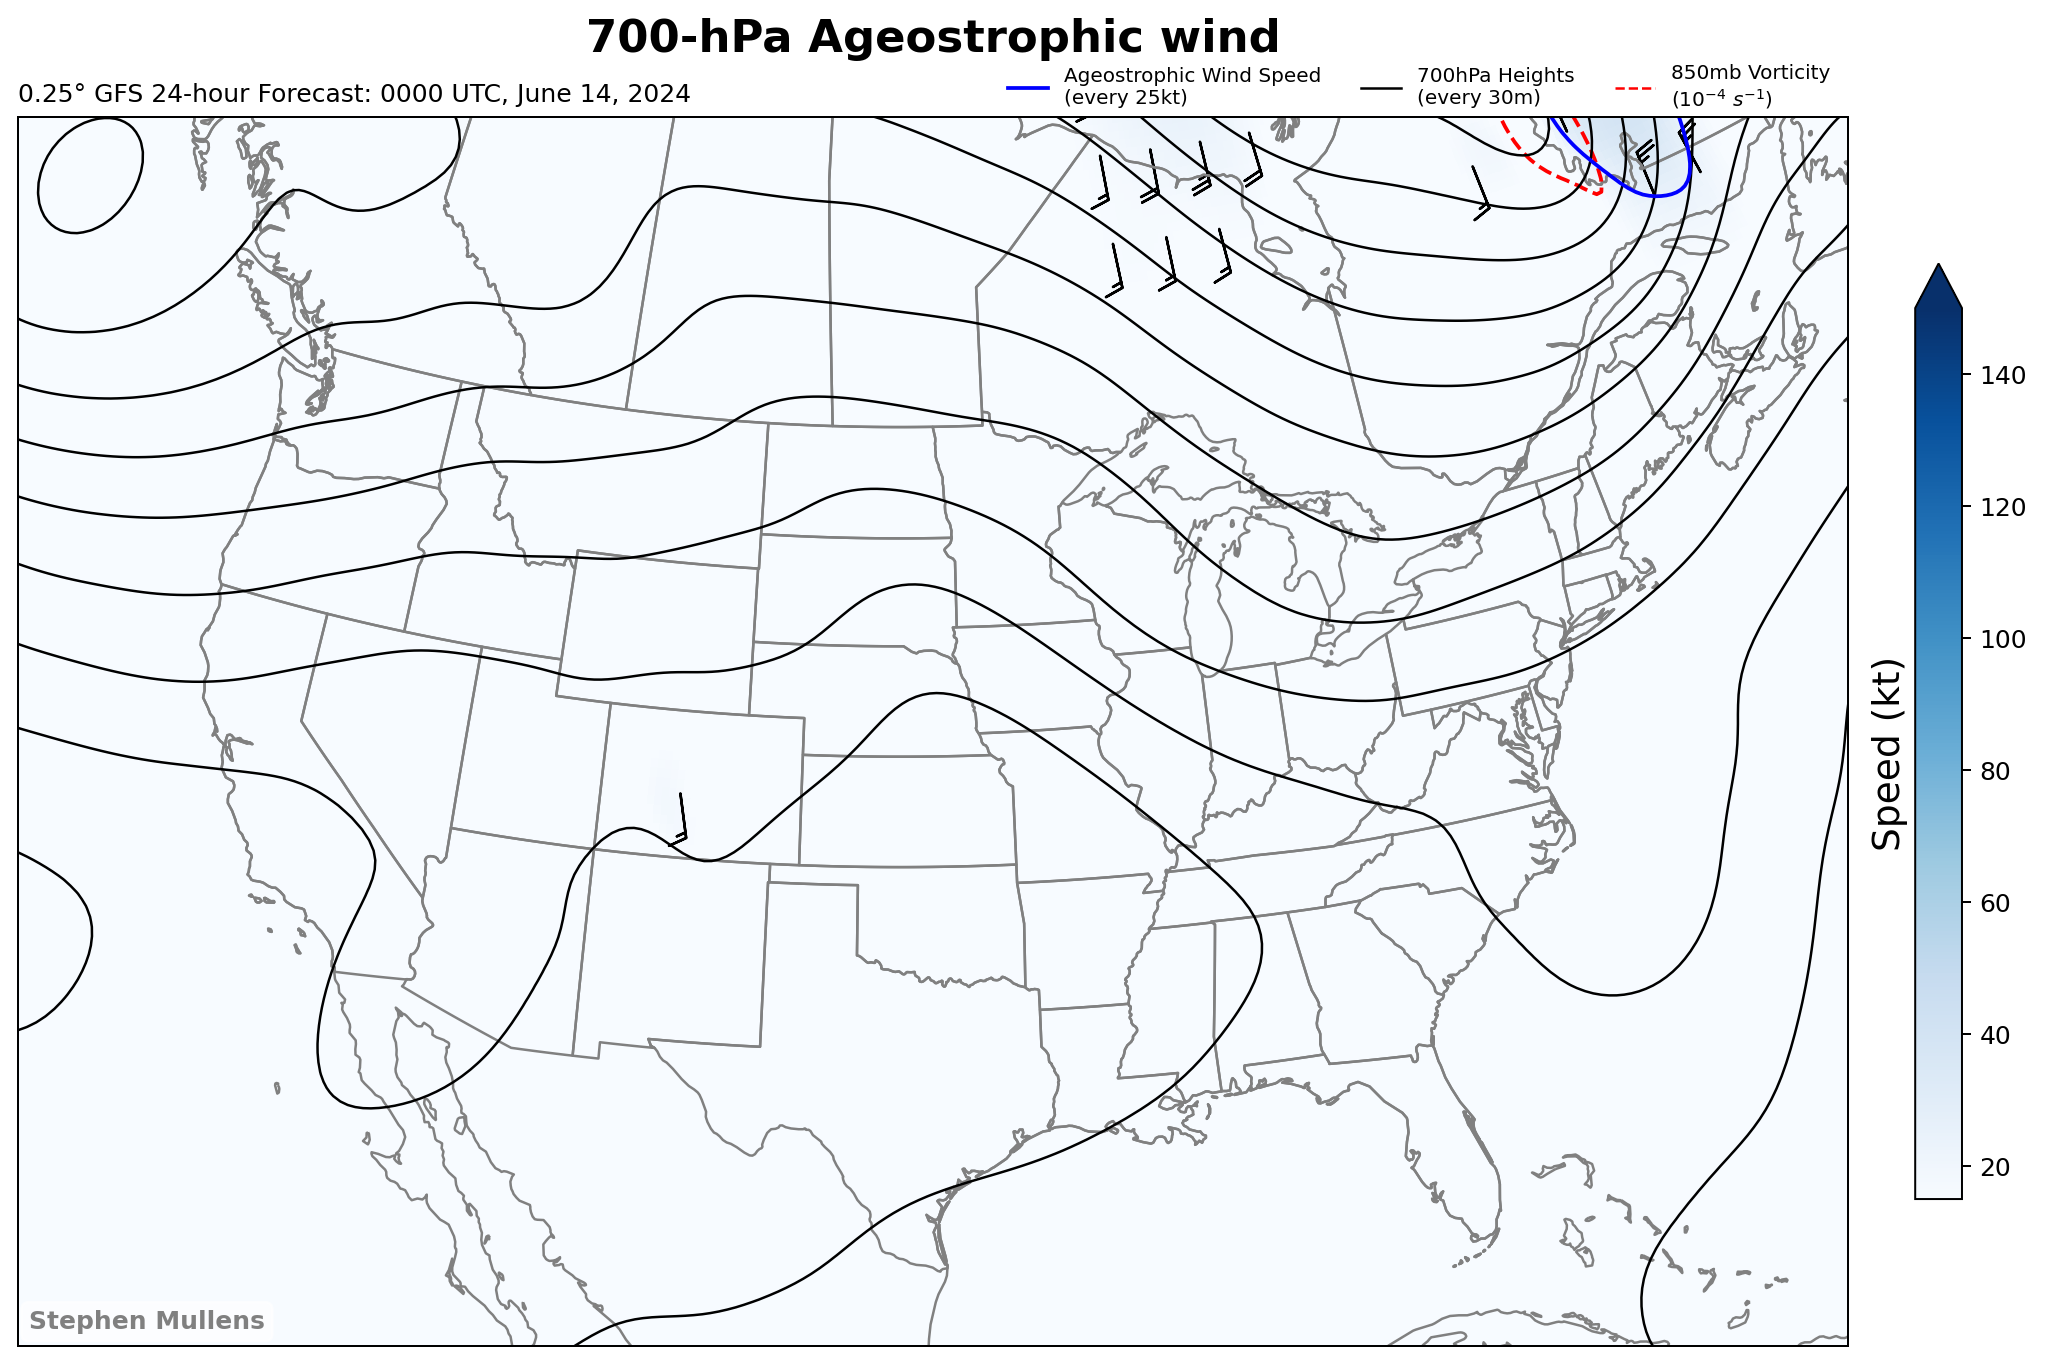 700-hPa Ageostrophic wind
0.25° GFS 24-hour Forecast: 0000 UTC, June 14, 2024
Ageostrophic Wind Speed
(every 25kt)
700hPa Heights
(every 30m)
850mb Vorticity
(10⁻⁴ s⁻¹)
140
120
100
80
60
40
20
Speed (kt)
Stephen Mullens